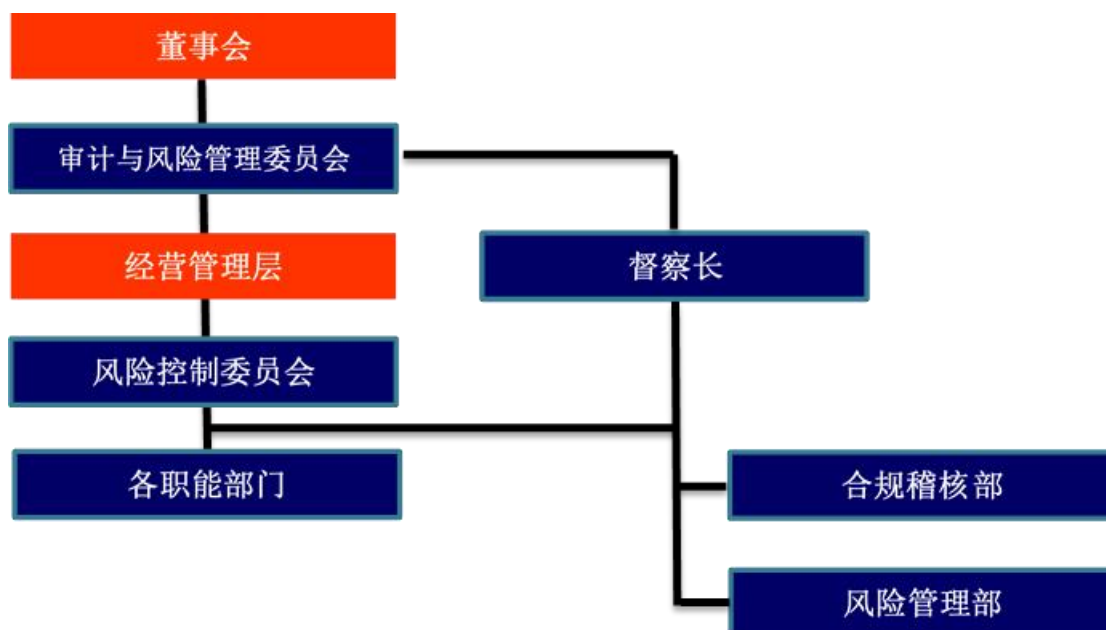 董事会
审计与风险管理委员会
经营管理层
督察长
风险控制委员会
各职能部门
合规稽核部
风险管理部